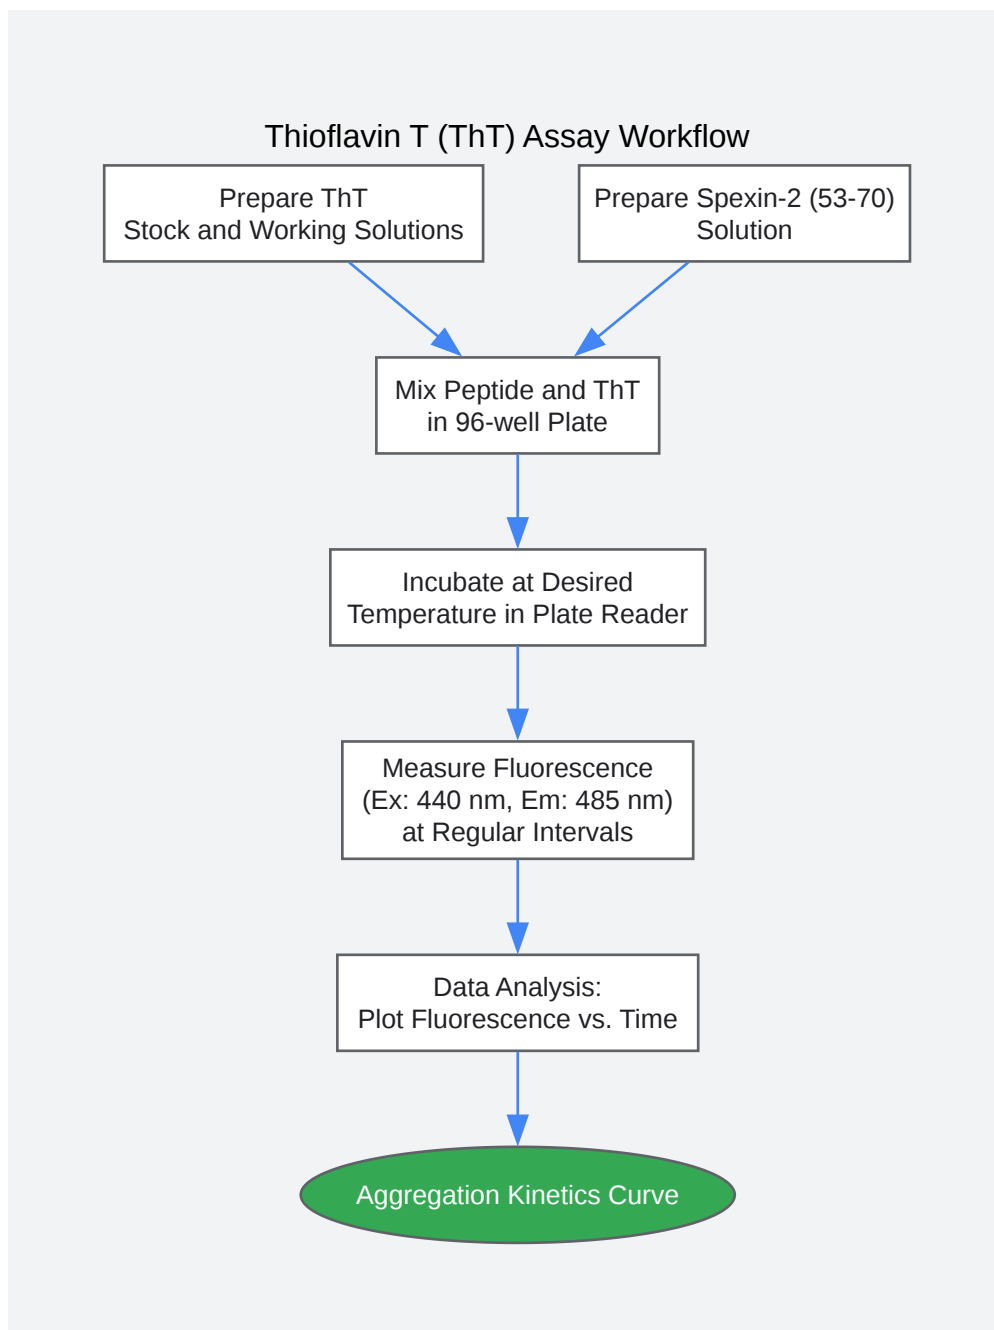 Thioflavin T (ThT) Assay Workflow
Prepare ThT
Stock and Working Solutions
Prepare Spexin-2 (53-70)
Solution
Mix Peptide and ThT
in 96-well Plate
Incubate at Desired
Temperature in Plate Reader
Measure Fluorescence
(Ex: 440 nm, Em: 485 nm)
at Regular Intervals
Data Analysis:
Plot Fluorescence vs. Time
Aggregation Kinetics Curve